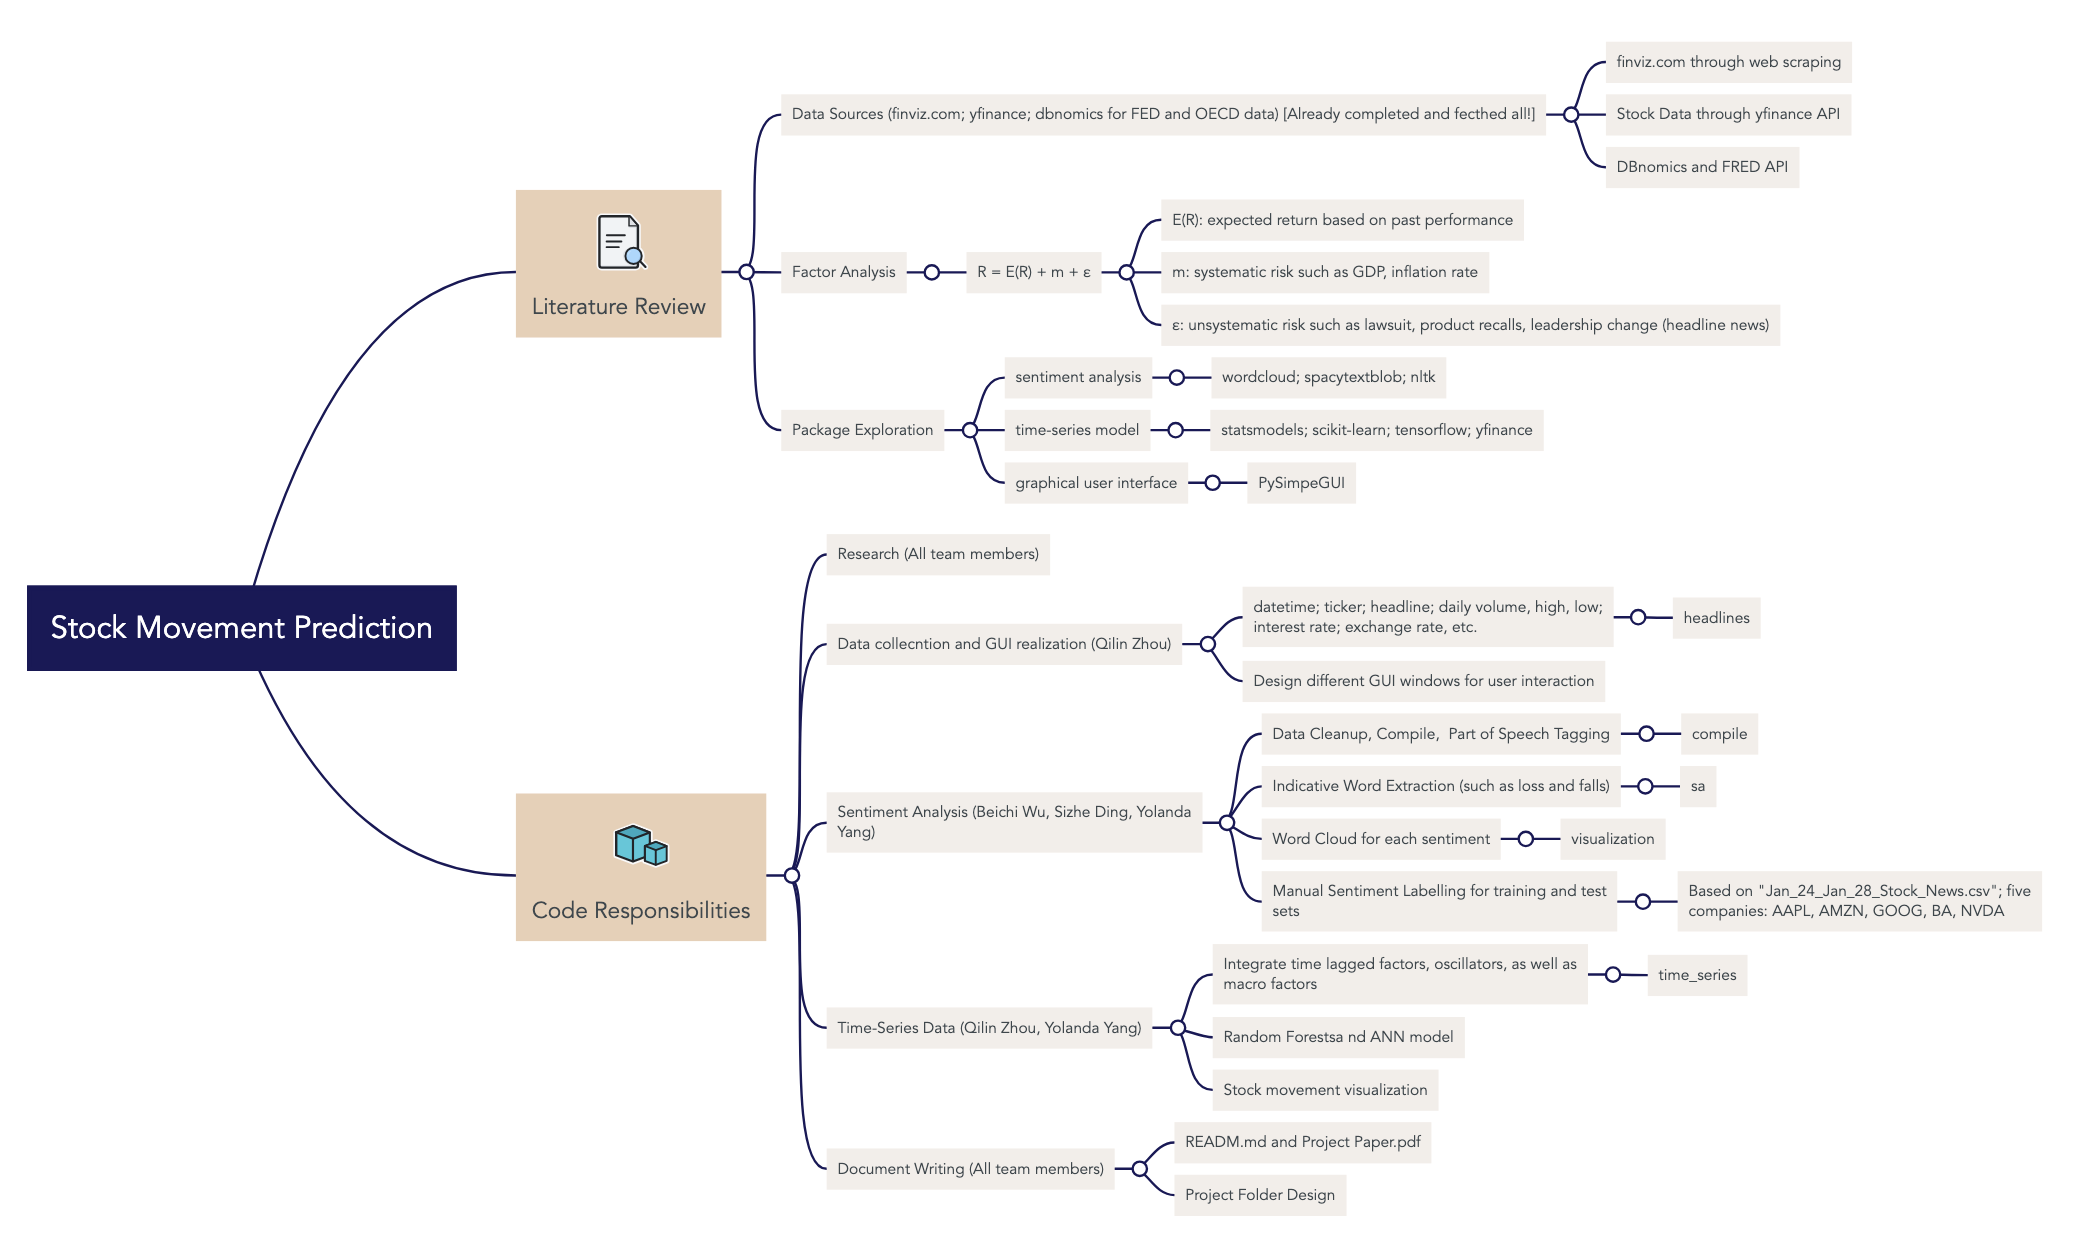 Stock Movement Prediction
Literature Review
Data Sources (finviz.com; yfinance; dbnomics for FED and OECD data) [Already completed and fecthed all!]
finviz.com through web scraping
Stock Data through yfinance API
DBnomics and FRED API
Factor Analysis
R = E(R) + m + ε
E(R): expected return based on past performance
m: systematic risk such as GDP, inflation rate
ε: unsystematic risk such as lawsuit, product recalls, leadership change (headline news)
Package Exploration
sentiment analysis
wordcloud; spacytextblob; nltk
time-series model
statsmodels; scikit-learn; tensorflow; yfinance
graphical user interface
PySimpeGUI
Code Responsibilities
Research (All team members)
Data collecntion and GUI realization (Qilin Zhou)
datetime; ticker; headline; daily volume, high, low;
interest rate; exchange rate, etc.
headlines
Design different GUI windows for user interaction
Sentiment Analysis (Beichi Wu, Sizhe Ding, Yolanda
Yang)
Data Cleanup, Compile,  Part of Speech Tagging
compile
Indicative Word Extraction (such as loss and falls)
sa
Word Cloud for each sentiment
visualization
Manual Sentiment Labelling for training and test
sets
Based on "Jan_24_Jan_28_Stock_News.csv"; five
companies: AAPL, AMZN, GOOG, BA, NVDA
Time-Series Data (Qilin Zhou, Yolanda Yang)
Integrate time lagged factors, oscillators, as well as
macro factors
time_series
Random Forestsa nd ANN model
Stock movement visualization
Document Writing (All team members)
READM.md and Project Paper.pdf
Project Folder Design